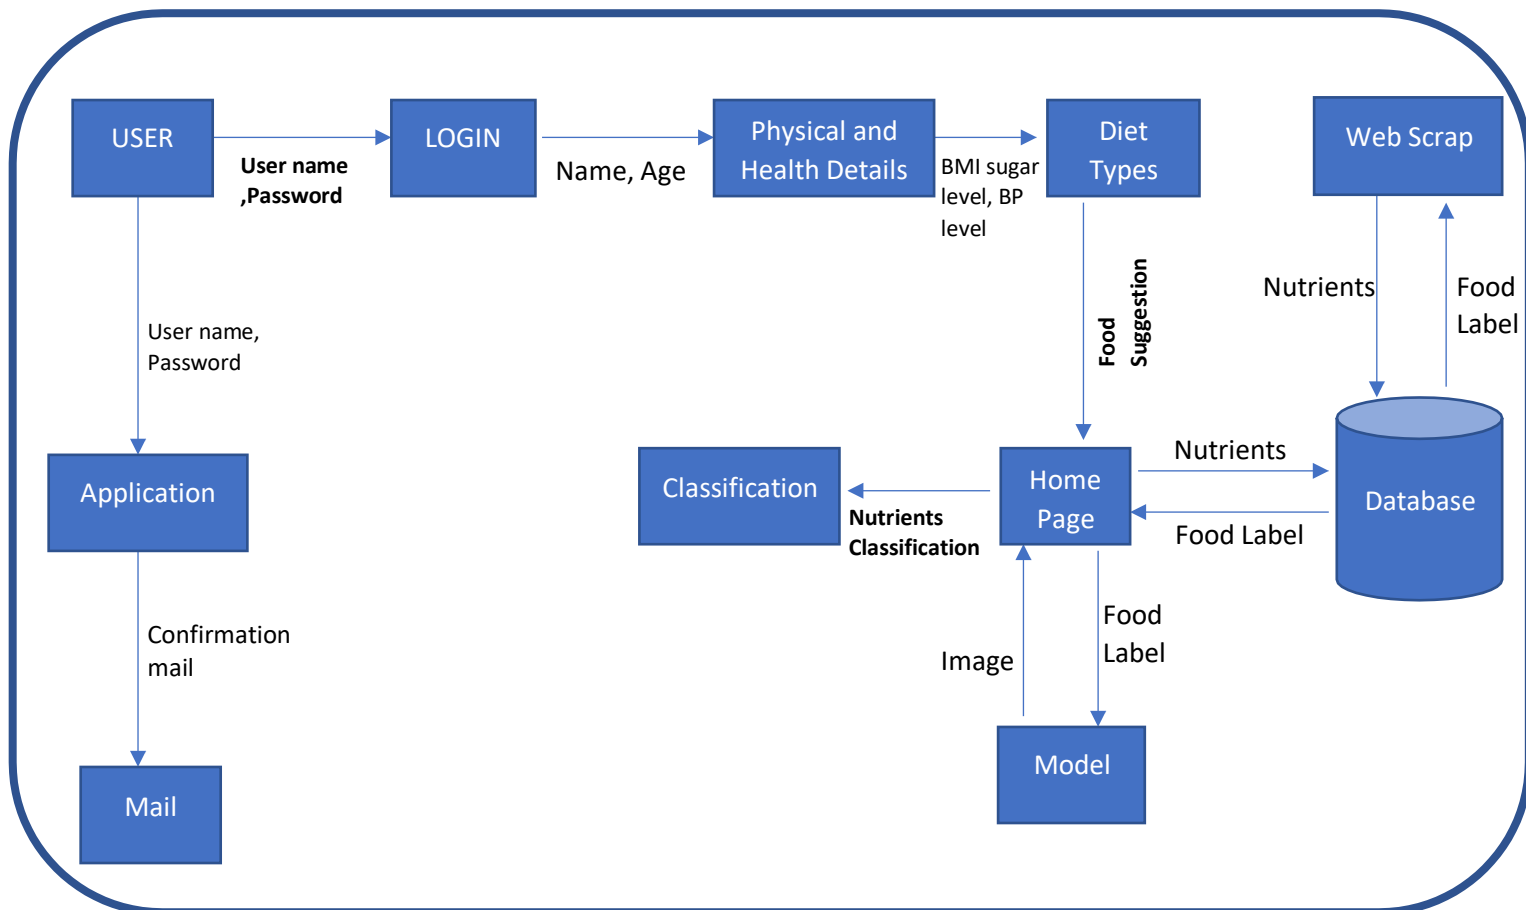 USER
User name
,Password
LOGIN
Name, Age
Physical and
Health Details
BMI sugar
level, BP
level
Diet
Types
Web Scrap
User name,
Password
Food
Suggestion
Nutrients
Food
Label
Application
Classification
Nutrients
Classification
Home
Page
Nutrients
Food Label
Database
Confirmation
mail
Image
Food
Label
Mail
Model